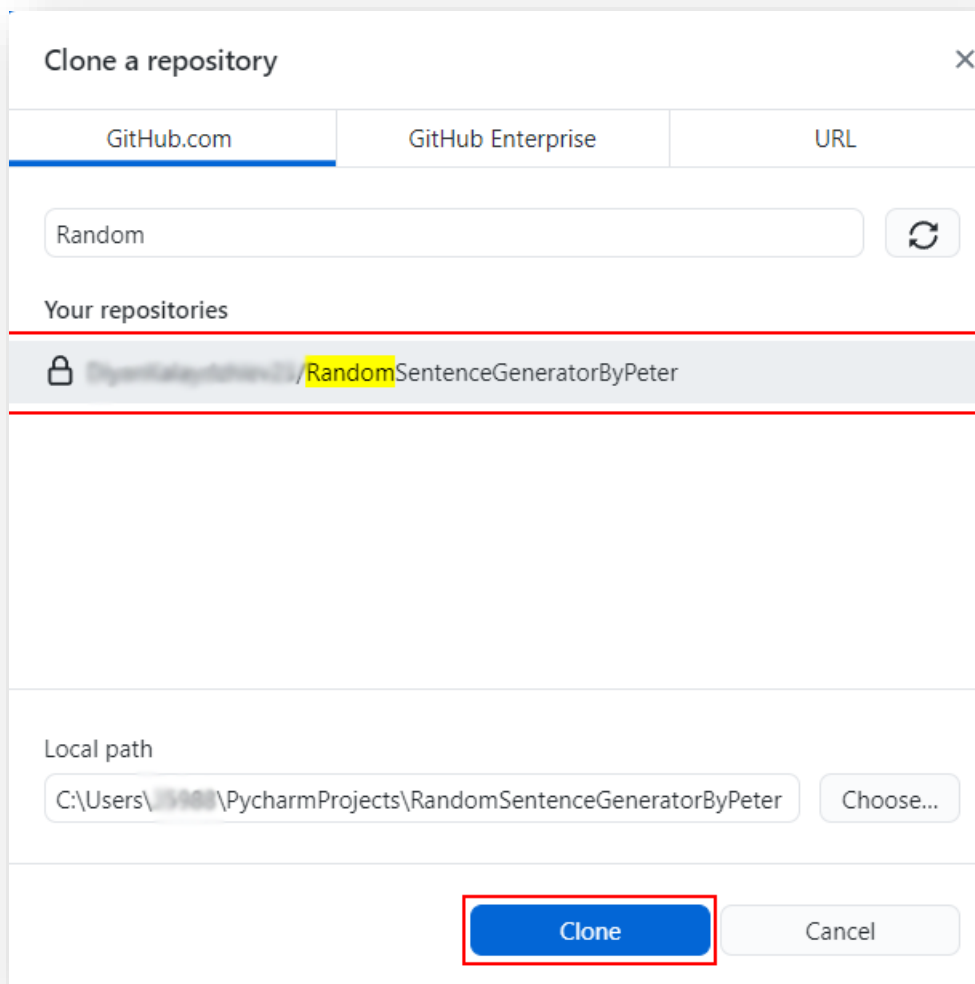 Clone a repository
GitHub.com GitHub Enterprise URL
Random
Your repositories
/RandomSentenceGeneratorByPeter
Local path
C:\Users\ \PycharmProjects\RandomSentenceGeneratorByPeter Choose...
Clone Cancel